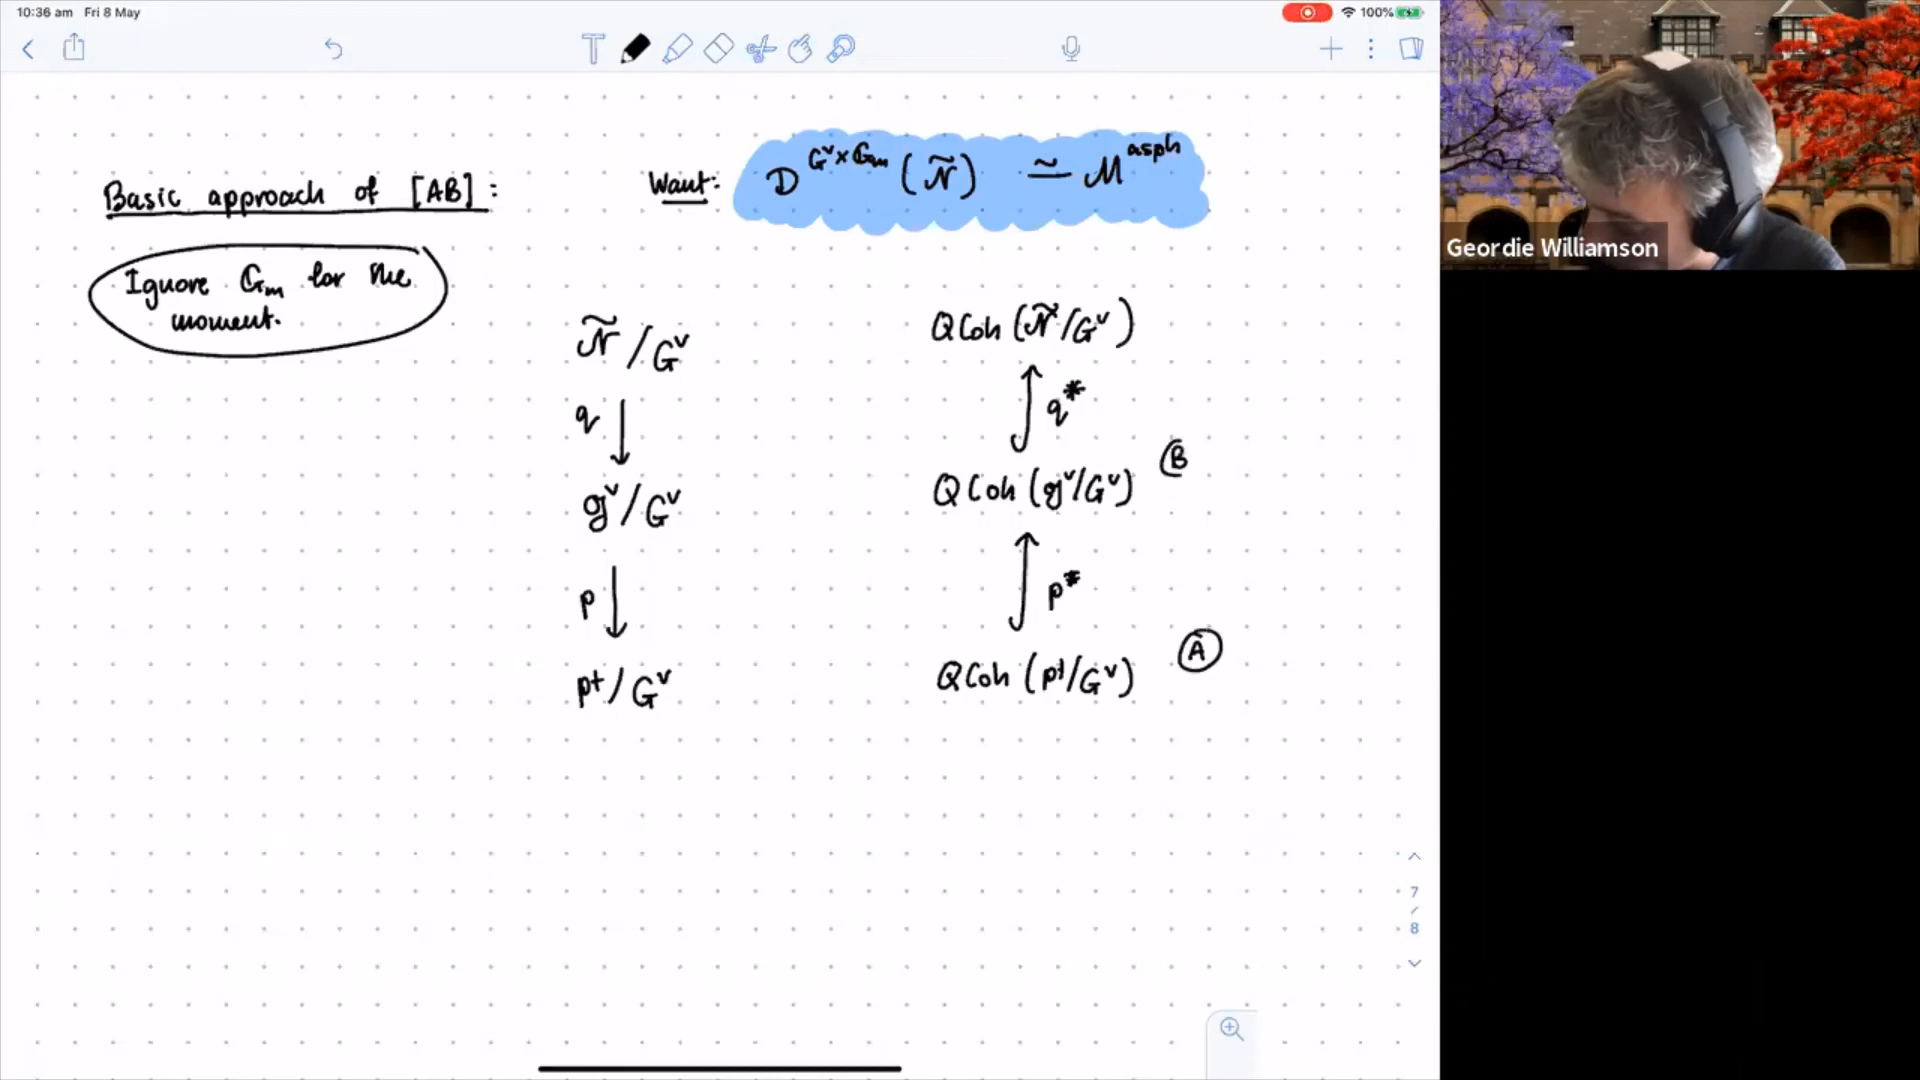 10:36 am Fri 8 May
100%
Geordie Williamson
Basic approach of [AB]:
Want: D^{G^∨×𝔾_m}(Ñ) ≃ M^{asph}
Ignore 𝔾_m for the
moment.
Ñ/G^∨
QCoh(Ñ/G^∨)
q
q*
B
𝔤^∨/G^∨
QCoh(𝔤^∨/G^∨)
p
p*
A
pt/G^∨
QCoh(pt/G^∨)
7
/
8